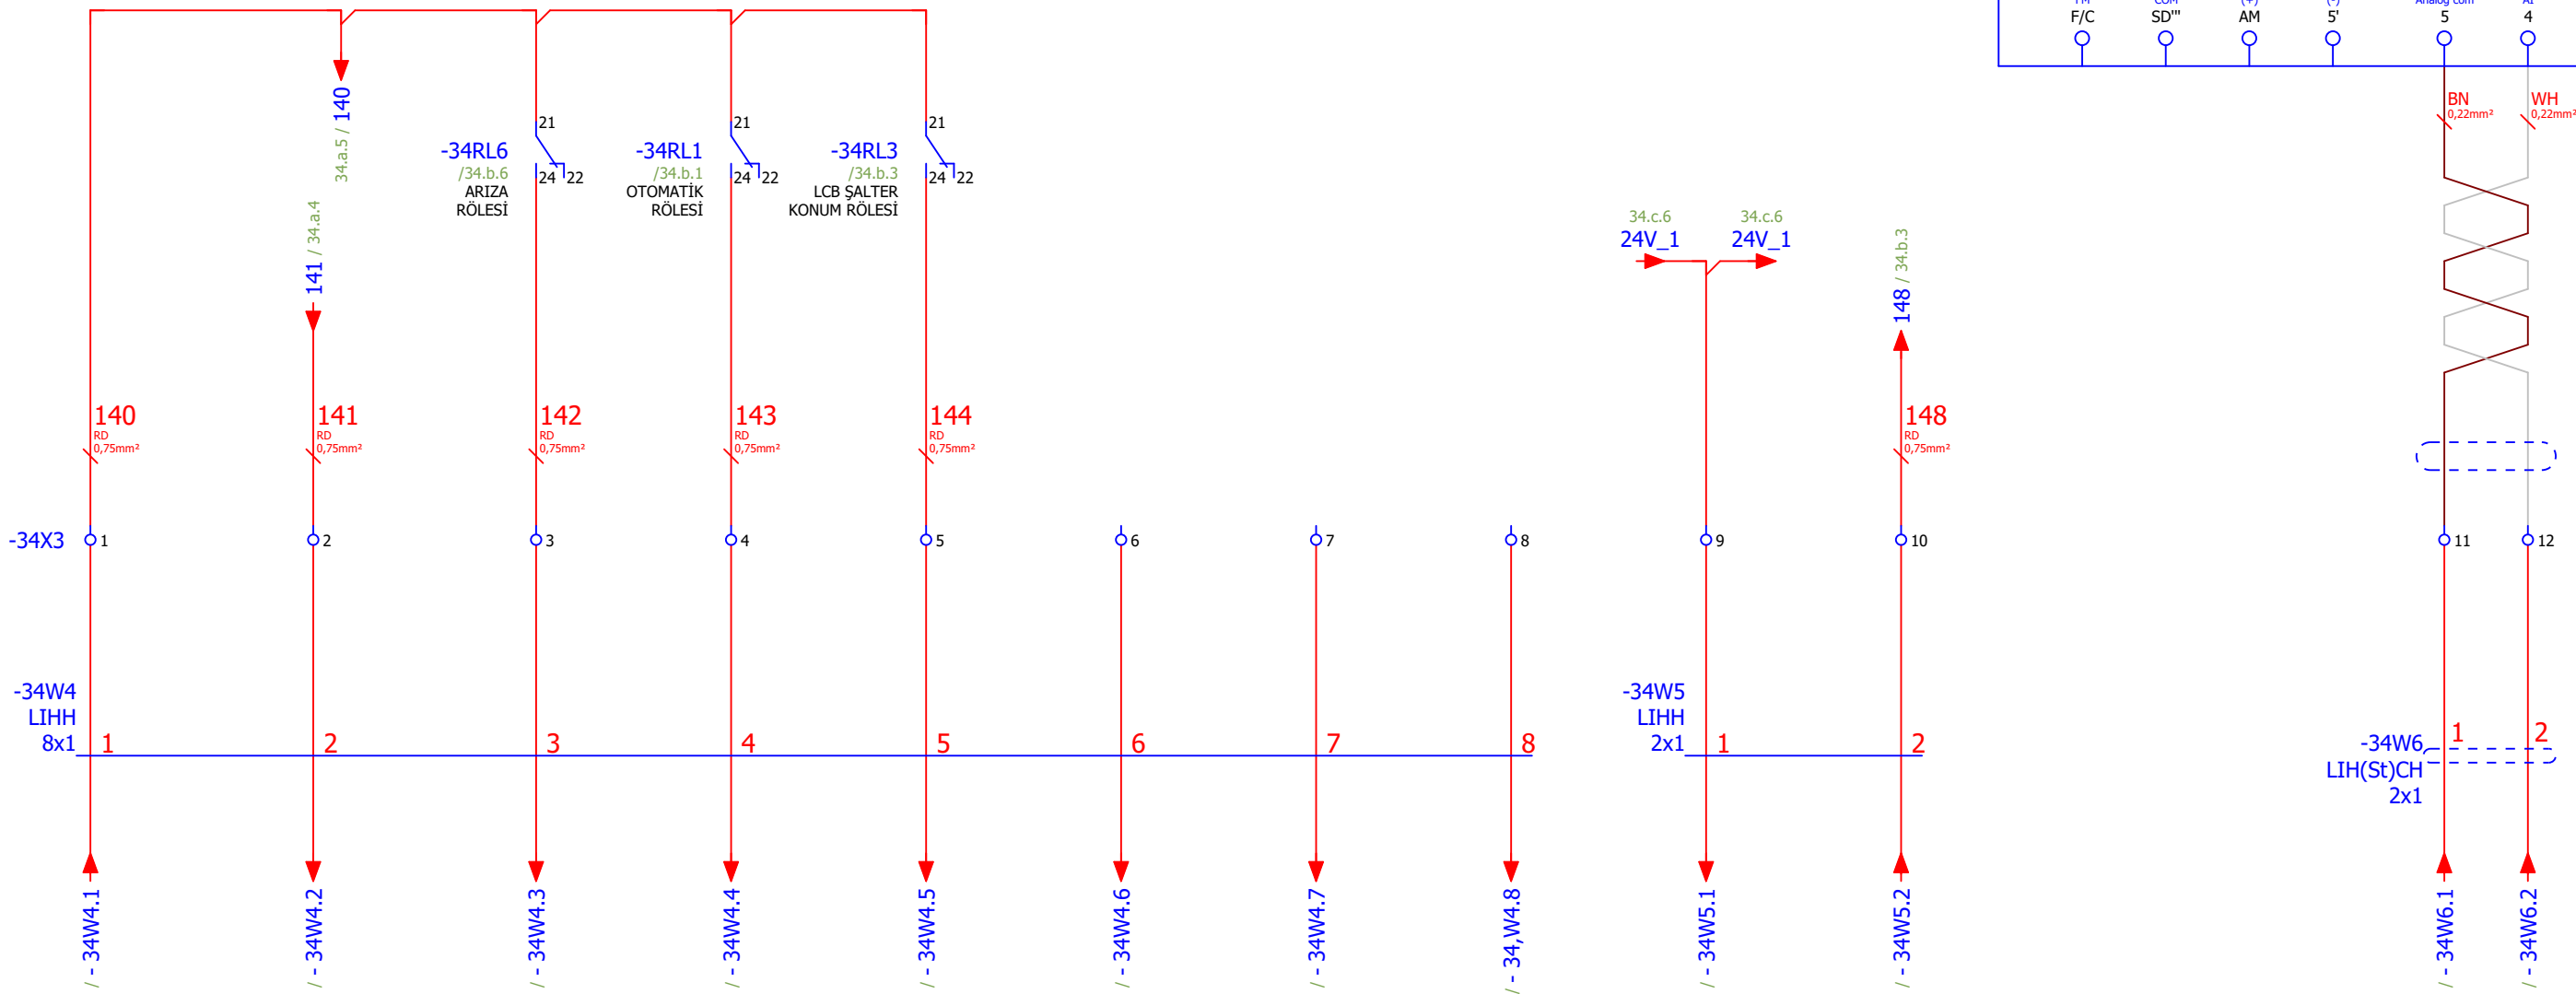 COM
(+)
(-)
Analog com
AI
F/C
SD'''
AM
5'
5
4
BN
0,22mm²
WH
0,22mm²
34.a.5 / 140
141 / 34.a.4
21
-34RL6
/34.b.6
ARIZA
RÖLESİ
24
22
21
-34RL1
/34.b.1
OTOMATİK
RÖLESİ
24
22
21
-34RL3
/34.b.3
LCB ŞALTER
KONUM RÖLESİ
24
22
34.c.6
24V_1
34.c.6
24V_1
148 / 34.b.3
140
RD
0,75mm²
141
RD
0,75mm²
142
RD
0,75mm²
143
RD
0,75mm²
144
RD
0,75mm²
148
RD
0,75mm²
-34X3
1
2
3
4
5
6
7
8
9
10
11
12
-34W4
LIHH
8x1
1
2
3
4
5
6
7
8
-34W5
LIHH
2x1
1
2
-34W6
LIH(St)CH
2x1
1
2
/ - 34W4.1
/ - 34W4.2
/ - 34W4.3
/ - 34W4.4
/ - 34W4.5
/ - 34W4.6
/ - 34W4.7
/ - 34,W4.8
/ - 34W5.1
/ - 34W5.2
/ - 34W6.1
/ - 34W6.2